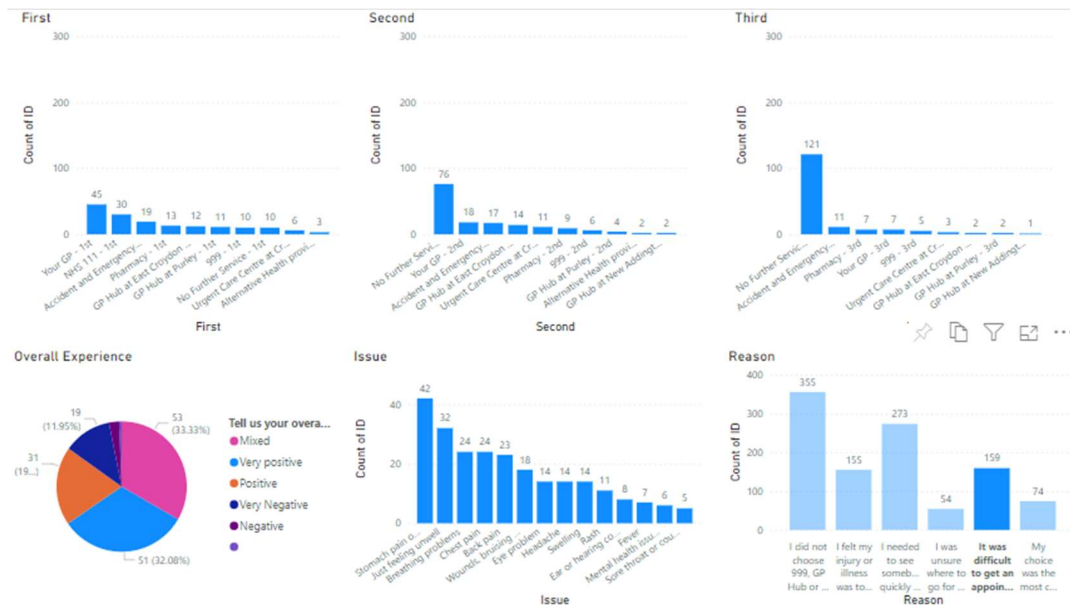 First
300
200
100
0
Count of ID
45
30
19
13
12
11
10
10
6
3
Your GP - 1st
NHS 111 - 1st
Accident and Emergency...
Pharmacy - 1st
GP Hub at East Croydon ...
GP Hub at Purley - 1st
999 - 1st
No Further Service - 1st
Urgent Care Centre at Cr...
Alternative Health provi...
First
Second
300
200
100
0
Count of ID
76
18
17
14
11
9
6
4
2
2
No Further Servi...
Your GP - 2nd
Accident and Emergency...
GP Hub at East Croydon ...
Urgent Care Centre at Cr...
Pharmacy - 2nd
999 - 2nd
GP Hub at Purley - 2nd
Alternative Health provi...
GP Hub at New Addingt...
Second
Third
300
200
100
0
Count of ID
121
11
7
7
5
3
2
2
1
No Further Servic...
Accident and Emergency...
Pharmacy - 3rd
Your GP - 3rd
999 - 3rd
Urgent Care Centre at Cr...
GP Hub at East Croydon ...
GP Hub at Purley - 3rd
GP Hub at New Addingt...
Third
Overall Experience
19
(11.95%)
53
(33.33%)
31
(19...)
51 (32.08%)
Tell us your overa...
Mixed
Very positive
Positive
Very Negative
Negative
Issue
40
20
0
Count of ID
42
32
24
24
23
18
14
14
14
11
8
7
6
5
Stomach pain o...
Just feeling unwell
Breathing problems
Chest pain
Back pain
Wounds, bruising ...
Eye problem
Headache
Swelling
Rash
Ear or hearing co...
Fever
Mental health issu...
Sore throat or cou...
Issue
Reason
400
300
200
100
0
Count of ID
355
155
273
54
159
74
I did not
choose
999, GP
Hub or ...
I felt my
injury or
illness
was to...
I needed
to see
someb...
quickly ...
I was
unsure
where to
go for ...
It was
difficult
to get an
appoin...
My
choice
was the
most c...
Reason